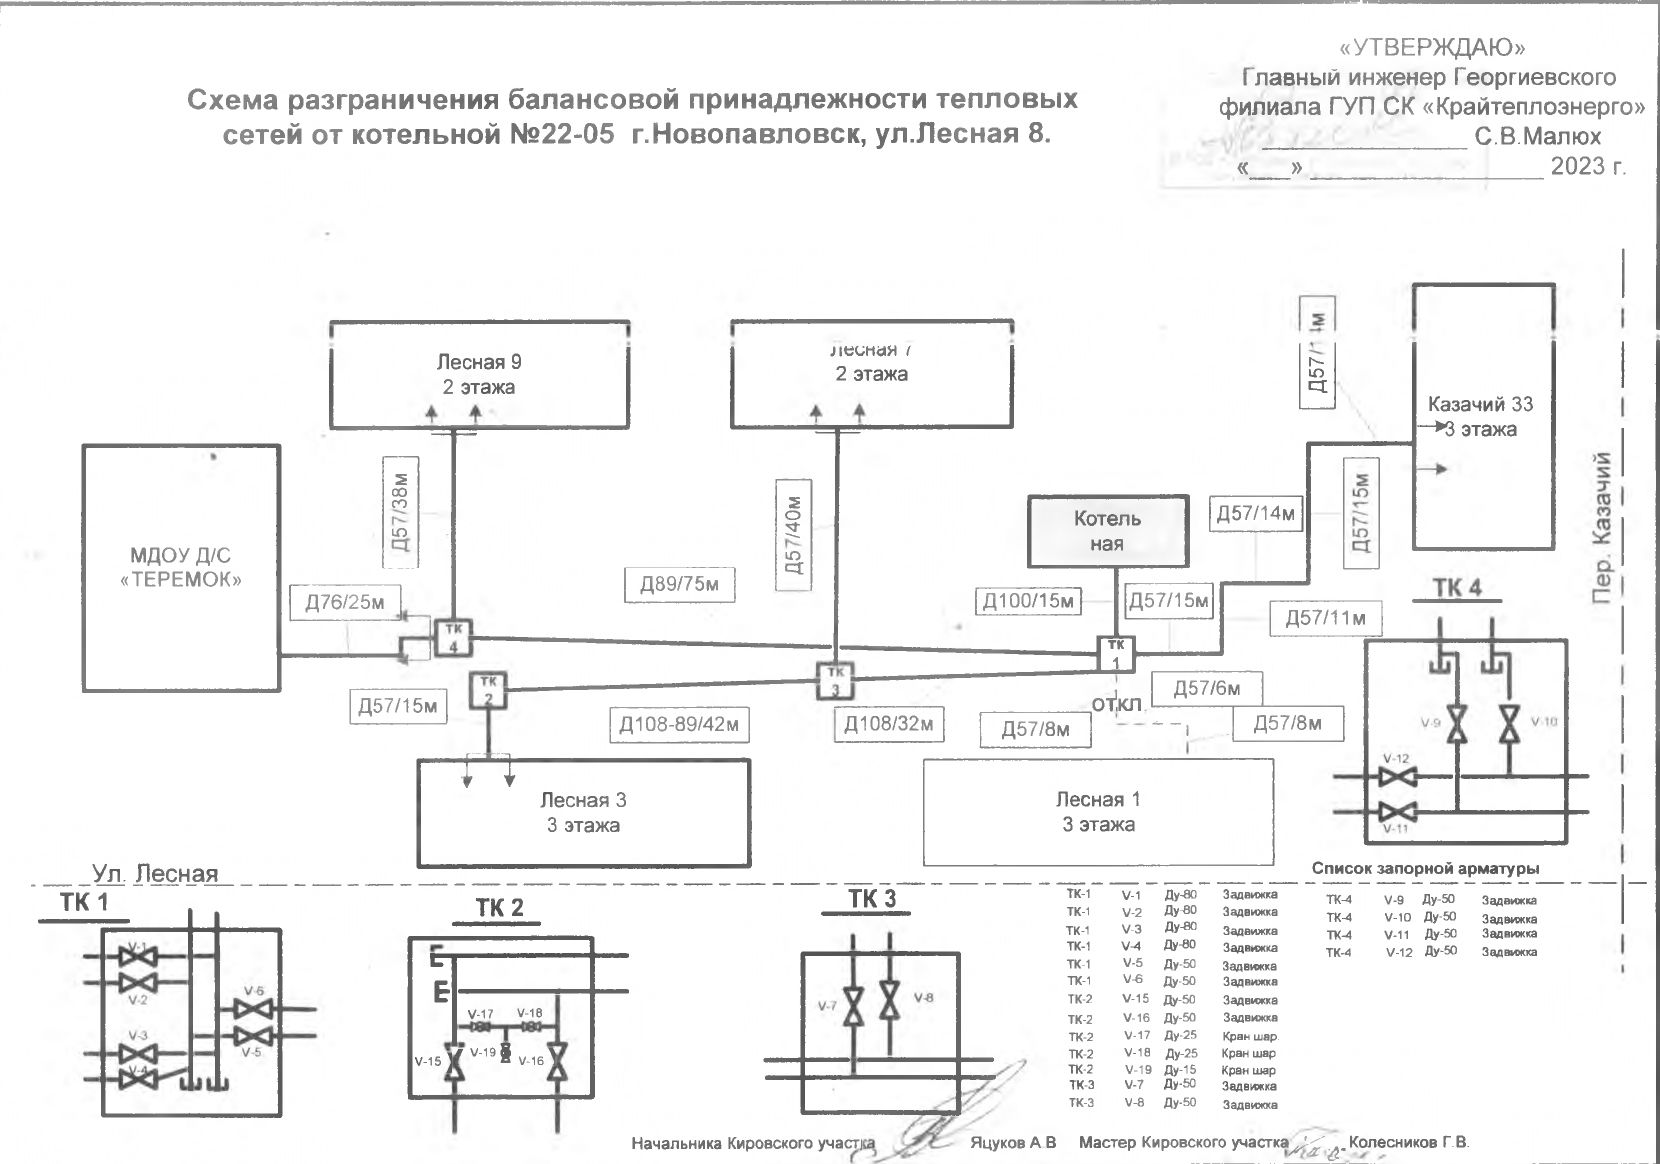 «УТВЕРЖДАЮ»
Главный инженер Георгиевского
филиала ГУП СК «Крайтеплоэнерго»
С.В.Малюх
«___» 2023 г.
Схема разграничения балансовой принадлежности тепловых
сетей от котельной №22-05 г.Новопавловск, ул.Лесная 8.
Лесная 9
2 этажа
Лесная 7
2 этажа
Д57/14м
Казачий 33
3 этажа
Пер. Казачий
МДОУ Д/С
«ТЕРЕМОК»
Д57/38м
Д57/40м
Котель
ная
Д57/14м
Д57/15м
Д76/25м
Д89/75м
Д100/15м
Д57/15м
Д57/11м
ТК
4
ТК
2
ТК
3
ТК
1
откл
Д57/15м
Д108-89/42м
Д108/32м
Д57/6м
Д57/8м
Д57/8м
Лесная 3
3 этажа
Лесная 1
3 этажа
ТК 4
V-9
V-10
V-12
V-11
Ул. Лесная
ТК 1
V-1
V-2
V-3
V-4
V-6
V-5
ТК 2
V-17
V-18
V-15
V-19
V-16
ТК 3
V-7
V-8
Список запорной арматуры
ТК-1 V-1 Ду-80 Задвижка
ТК-1 V-2 Ду-80 Задвижка
ТК-1 V-3 Ду-80 Задвижка
ТК-1 V-4 Ду-80 Задвижка
ТК-1 V-5 Ду-50 Задвижка
ТК-1 V-6 Ду-50 Задвижка
ТК-2 V-15 Ду-50 Задвижка
ТК-2 V-16 Ду-50 Задвижка
ТК-2 V-17 Ду-25 Кран шар
ТК-2 V-18 Ду-25 Кран шар
ТК-2 V-19 Ду-15 Кран шар
ТК-3 V-7 Ду-50 Задвижка
ТК-3 V-8 Ду-50 Задвижка
ТК-4 V-9 Ду-50 Задвижка
ТК-4 V-10 Ду-50 Задвижка
ТК-4 V-11 Ду-50 Задвижка
ТК-4 V-12 Ду-50 Задвижка
Начальника Кировского участка Яцуков А.В Мастер Кировского участка Колесников Г.В.